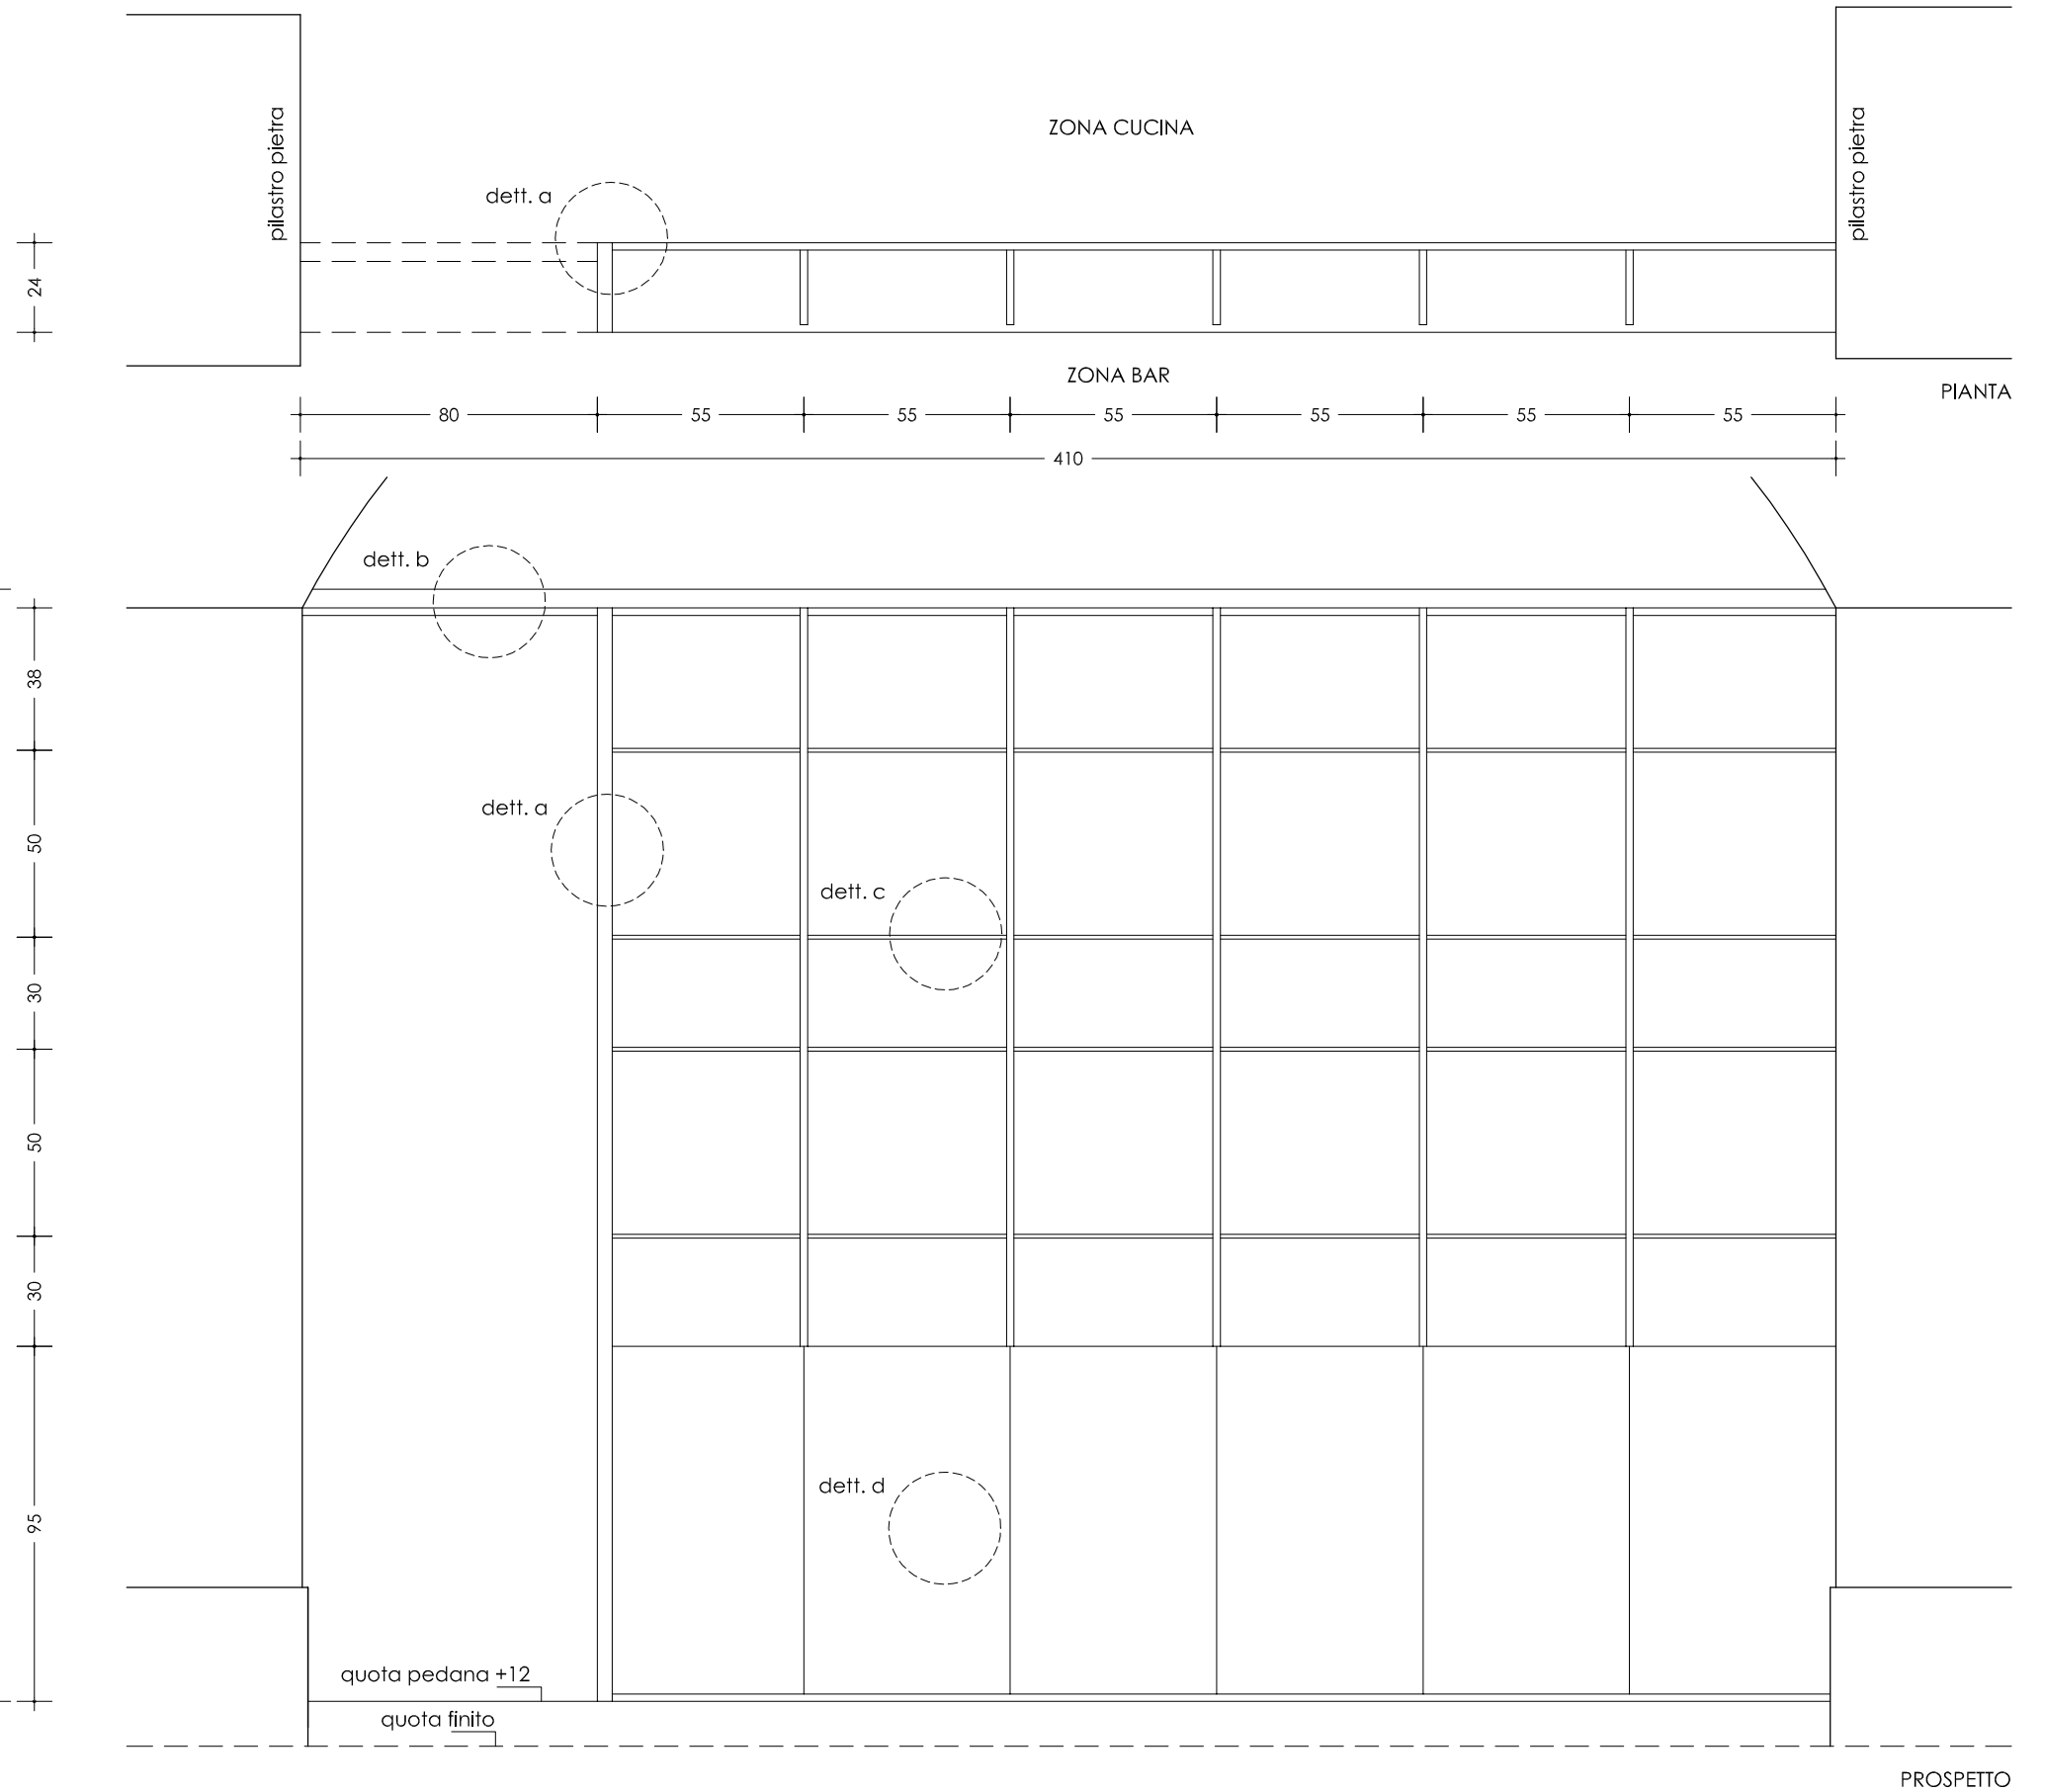 pilastro pietra
ZONA CUCINA
pilastro pietra
dett. a
24
ZONA BAR
PIANTA
80
55
55
55
55
55
55
410
dett. b
38
dett. a
50
dett. c
30
50
30
dett. d
95
quota pedana +12
quota finito
PROSPETTO